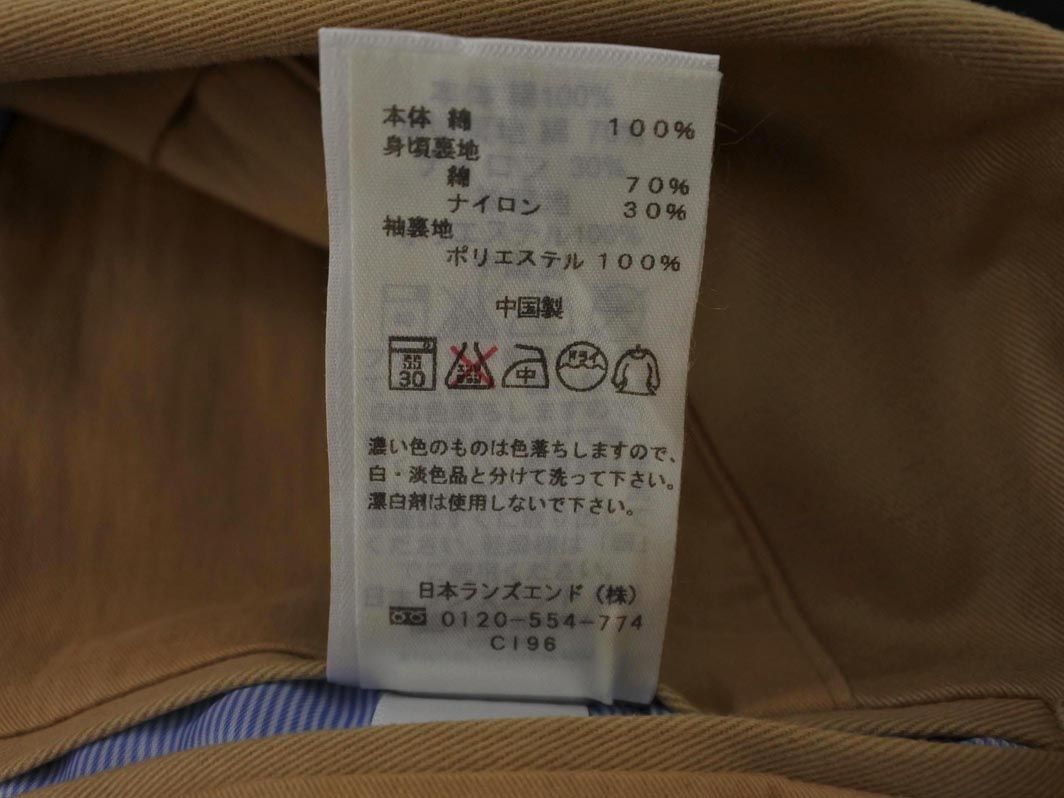 本体 綿 100%
身頃裏地
綿 70%
ナイロン 30%
袖裏地
ポリエステル 100%
中国製
30 中 ドライ
濃い色のものは色落ちしますので、
白・淡色品と分けて洗って下さい。
漂白剤は使用しないで下さい。
日本ランズエンド(株)
0120-554-774
CI96